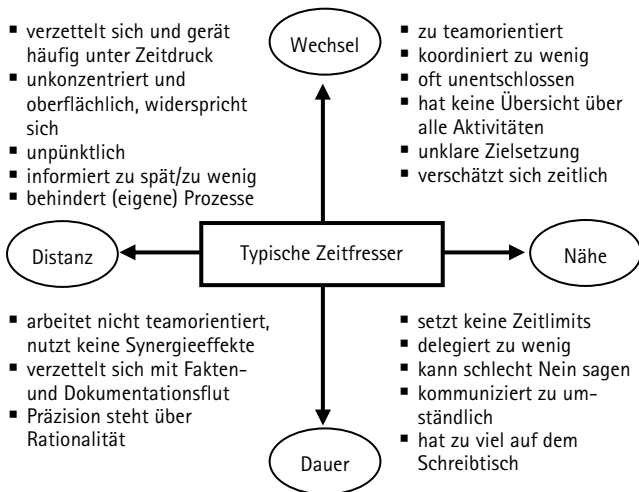 ▪ verzettelt sich und gerät
häufig unter Zeitdruck
▪ unkonzentriert und
oberflächlich, widerspricht
sich
▪ unpünktlich
▪ informiert zu spät/zu wenig
▪ behindert (eigene) Prozesse
Wechsel
▪ zu teamorientiert
▪ koordiniert zu wenig
▪ oft unentschlossen
▪ hat keine Übersicht über
alle Aktivitäten
▪ unklare Zielsetzung
▪ verschätzt sich zeitlich
Distanz
Typische Zeitfresser
Nähe
▪ arbeitet nicht teamorientiert,
nutzt keine Synergieeffekte
▪ verzettelt sich mit Fakten-
und Dokumentationsflut
▪ Präzision steht über
Rationalität
▪ setzt keine Zeitlimits
▪ delegiert zu wenig
▪ kann schlecht Nein sagen
▪ kommuniziert zu um-
ständlich
▪ hat zu viel auf dem
Schreibtisch
Dauer